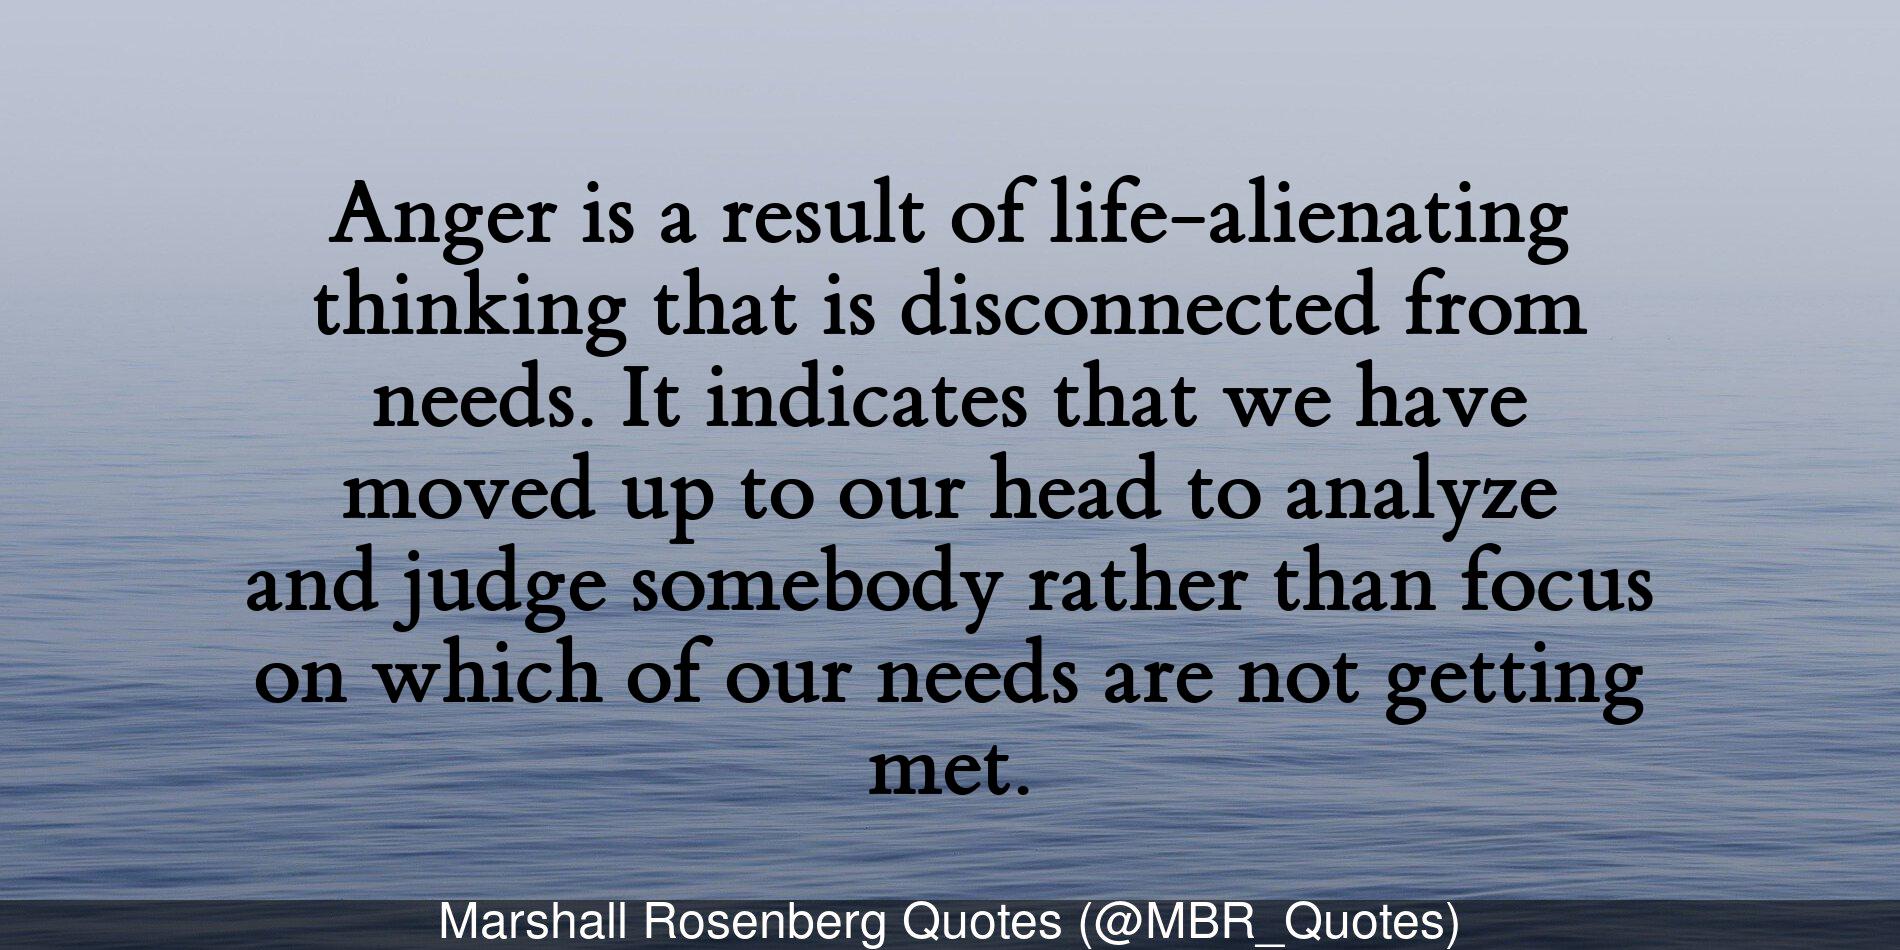 Anger is a result of life-alienating
thinking that is disconnected from
needs. It indicates that we have
moved up to our head to analyze
and judge somebody rather than focus
on which of our needs are not getting
met.
Marshall Rosenberg Quotes (@MBR_Quotes)